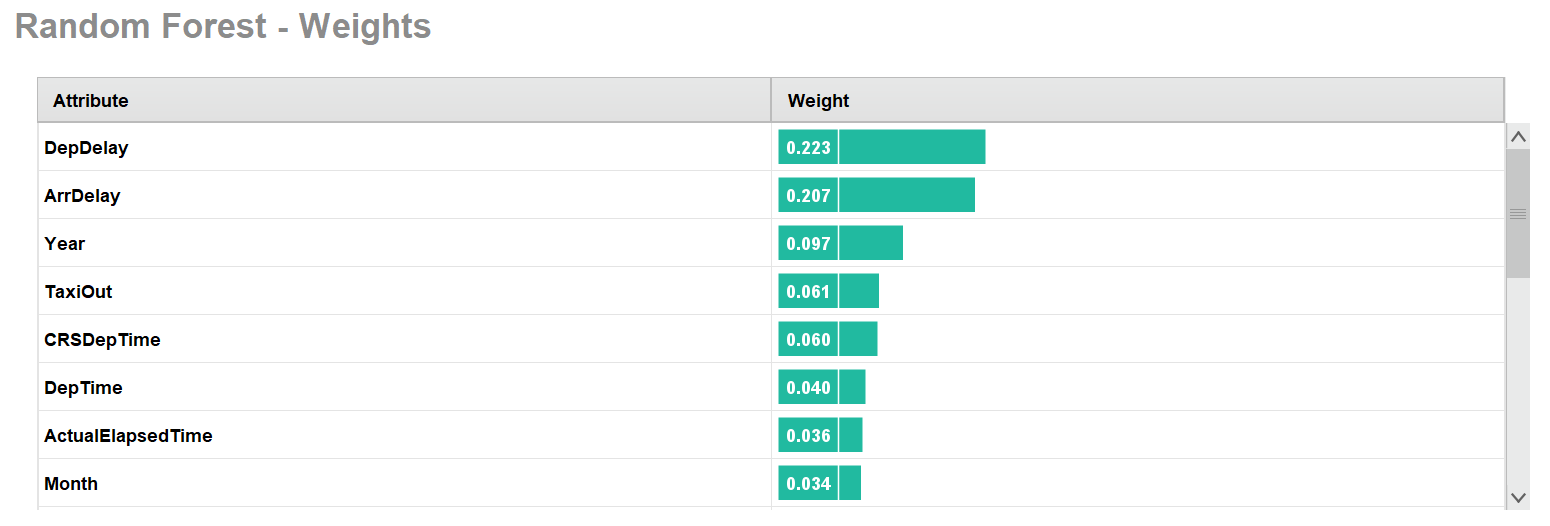 Random Forest - Weights
Attribute Weight
DepDelay 0.223
ArrDelay 0.207
Year 0.097
TaxiOut 0.061
CRSDepTime 0.060
DepTime 0.040
ActualElapsedTime 0.036
Month 0.034